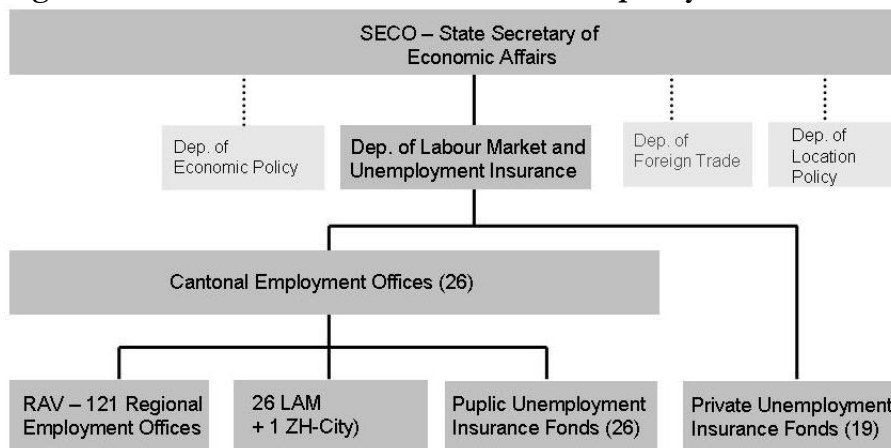 SECO – State Secretary of
Economic Affairs
Dep. of
Economic Policy
Dep. of Labour Market and
Unemployment Insurance
Dep. of
Foreign Trade
Dep. of
Location
Policy
Cantonal Employment Offices (26)
RAV – 121 Regional
Employment Offices
26 LAM
+ 1 ZH-City)
Puplic Unemployment
Insurance Fonds (26)
Private Unemployment
Insurance Fonds (19)